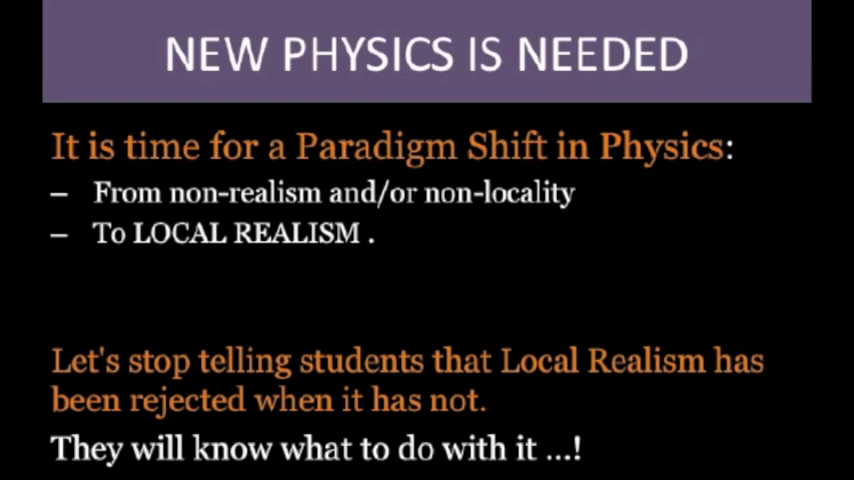 NEW PHYSICS IS NEEDED
It is time for a Paradigm Shift in Physics:
– From non-realism and/or non-locality
– To LOCAL REALISM .
Let's stop telling students that Local Realism has
been rejected when it has not.
They will know what to do with it ...!